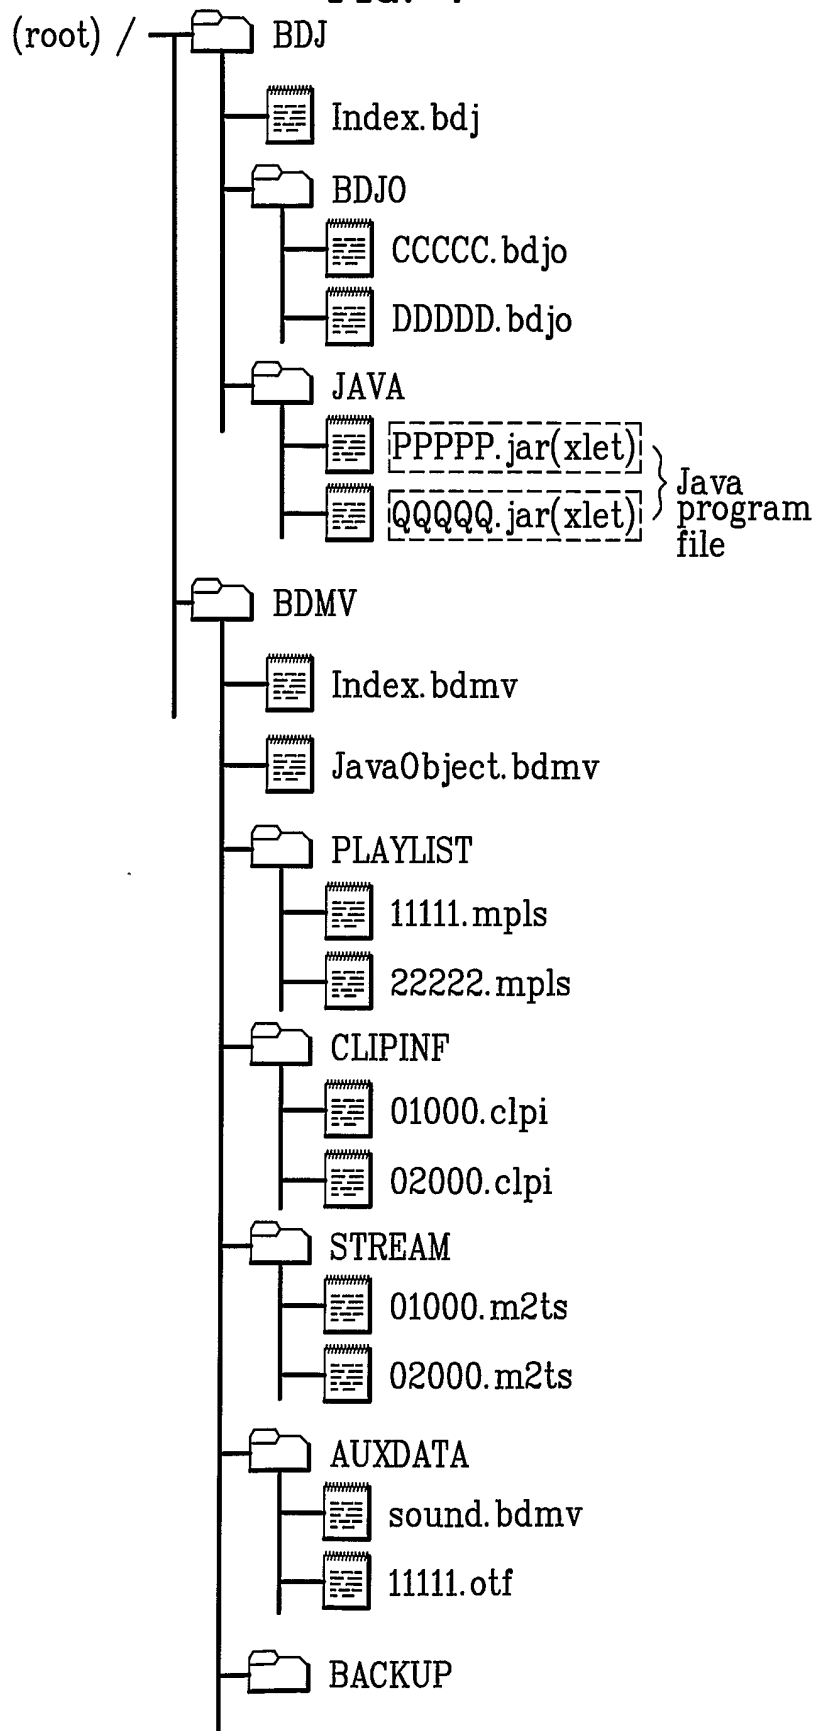 (root) / BDJ
Index.bdj
BDJO
CCCCC.bdjo
DDDDD.bdjo
JAVA
PPPPP.jar(xlet)
QQQQQ.jar(xlet)
Java
program
file
BDMV
Index.bdmv
JavaObject.bdmv
PLAYLIST
11111.mpls
22222.mpls
CLIPINF
01000.clpi
02000.clpi
STREAM
01000.m2ts
02000.m2ts
AUXDATA
sound.bdmv
11111.otf
BACKUP